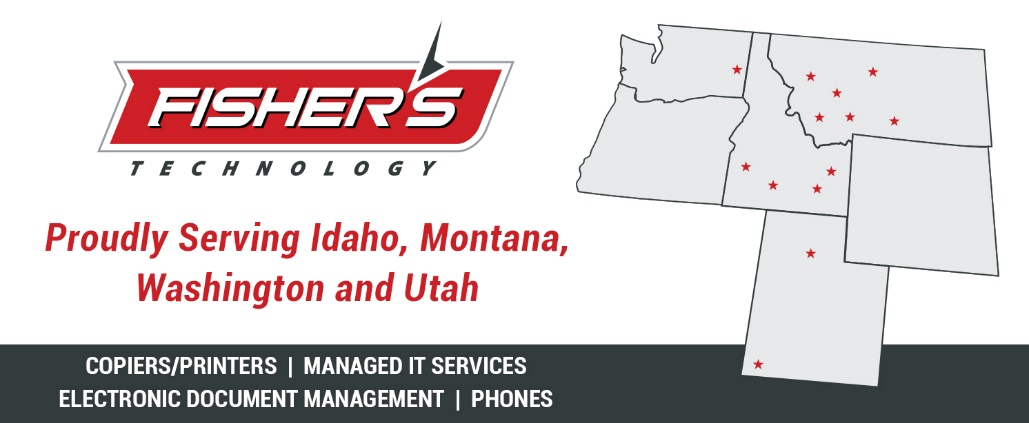 FISHER'S
TECHNOLOGY
Proudly Serving Idaho, Montana,
Washington and Utah
COPIERS/PRINTERS | MANAGED IT SERVICES
ELECTRONIC DOCUMENT MANAGEMENT | PHONES